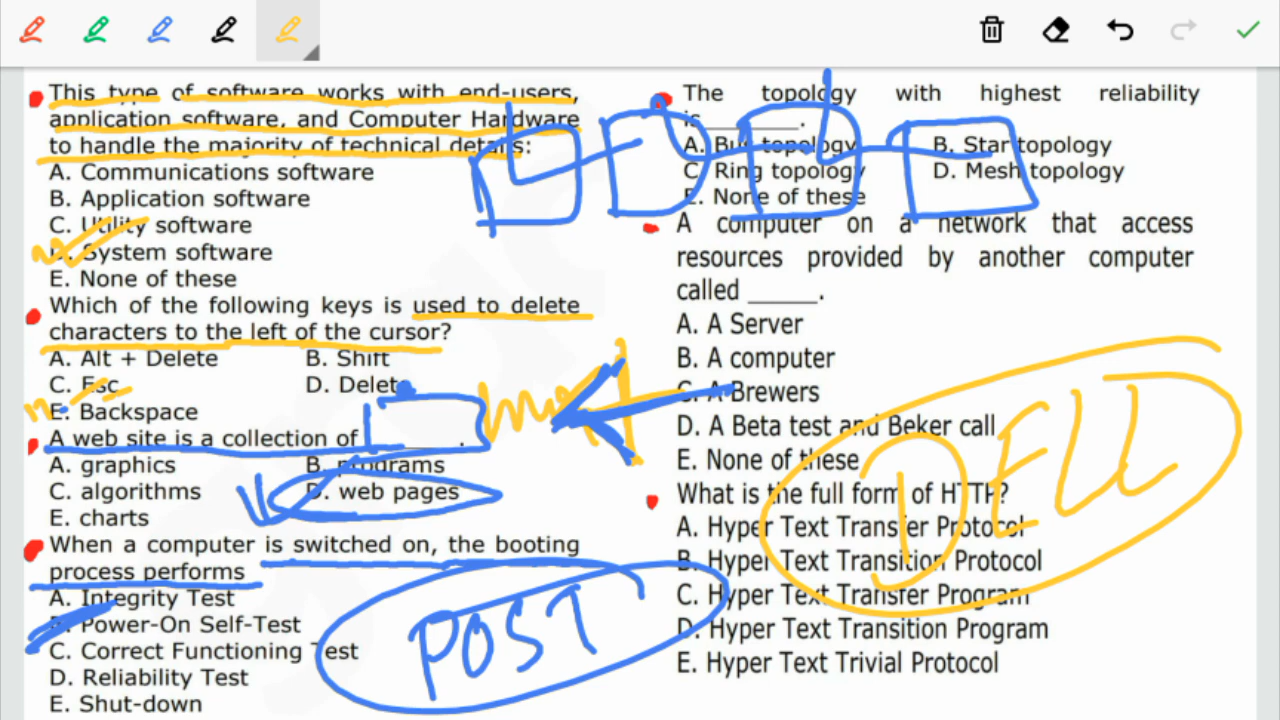 This type of software works with end-users,
application software, and Computer Hardware
to handle the majority of technical details:
A. Communications software
B. Application software
C. Utility software
D. System software
E. None of these
Which of the following keys is used to delete
characters to the left of the cursor?
A. Alt + Delete B. Shift
C. Esc D. Delete
E. Backspace
A web site is a collection of ______.
A. graphics B. programs
C. algorithms D. web pages
E. charts
When a computer is switched on, the booting
process performs
A. Integrity Test
B. Power-On Self-Test
C. Correct Functioning Test
D. Reliability Test
E. Shut-down
POST
The topology with highest reliability
is ________.
A. Bus topology B. Star topology
C. Ring topology D. Mesh topology
E. None of these
A computer on a network that access
resources provided by another computer
called _____.
A. A Server
B. A computer
C. A Brewers
D. A Beta test and Beker call
E. None of these
What is the full form of HTTP?
A. Hyper Text Transfer Protocol
B. Hyper Text Transition Protocol
C. Hyper Text Transfer Program
D. Hyper Text Transition Program
E. Hyper Text Trivial Protocol
DELL